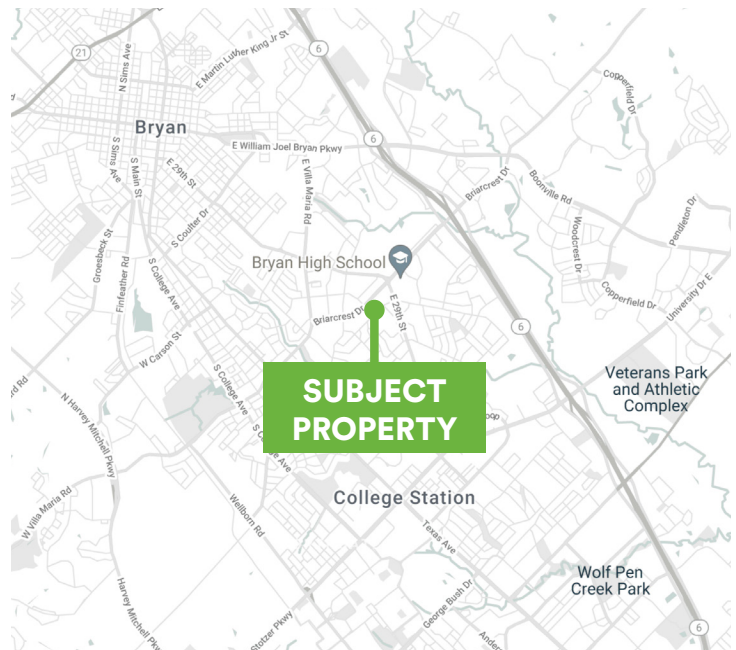 6
21
N Sims Ave
E Martin Luther King Jr St
Copperfield Dr
Bryan
6
E William Joel Bryan Pkwy
S Sims Ave
S Main St
E 29th St
E Villa Maria Rd
Briarcrest Dr
Boonville Rd
Pendleton Dr
Woodcrest Dr
S Coulter Dr
Groesbeck St
Finfeather Rd
S College Ave
Bryan High School
Copperfield Dr
University Dr E
Briarcrest Dr
E 29th St
6
W Carson St
S College Ave
SUBJECT
PROPERTY
Veterans Park
and Athletic
Complex
N Harvey Mitchell Pkwy
S College Ave
oop
W Villa Maria Rd
Wellborn Rd
College Station
Texas Ave
Harvey Mitchell Pkwy
Stotzer Pkwy
George Bush Dr
Wolf Pen
Creek Park
Ander
6